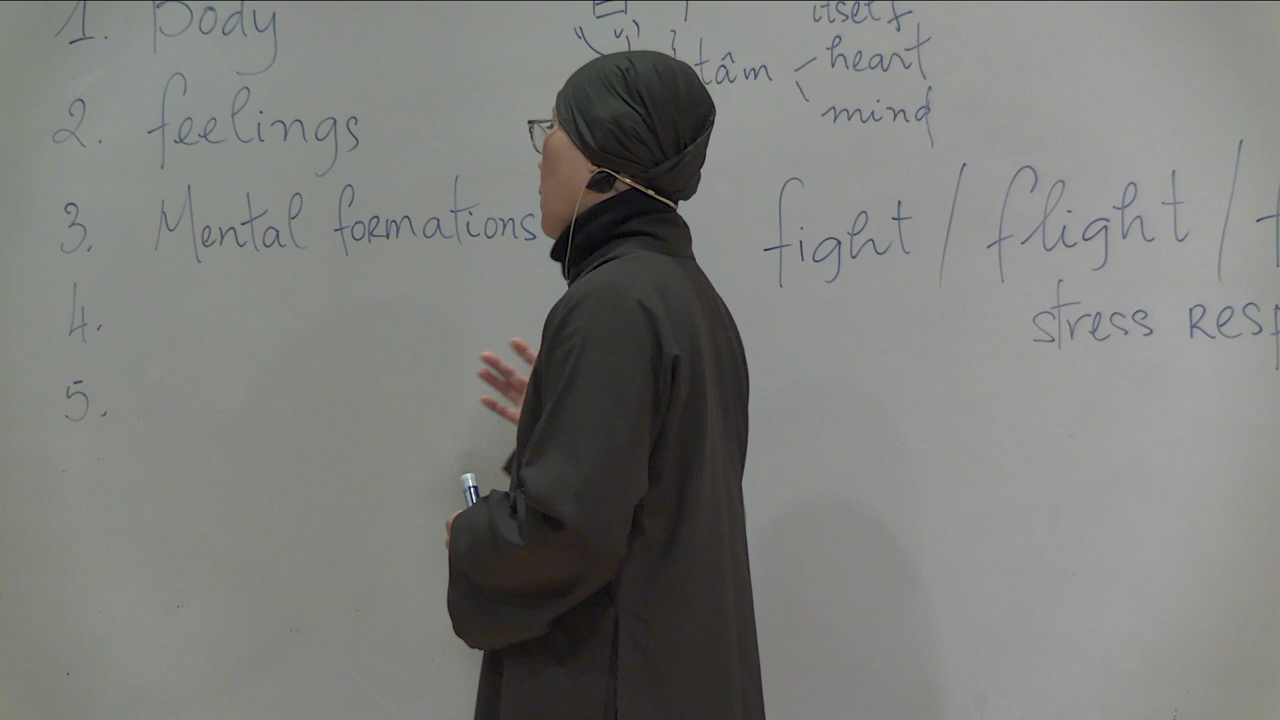 1. Body
2. feelings
3. Mental formations
4.
5.
itself
tâm
heart
mind
fight / flight /
stress